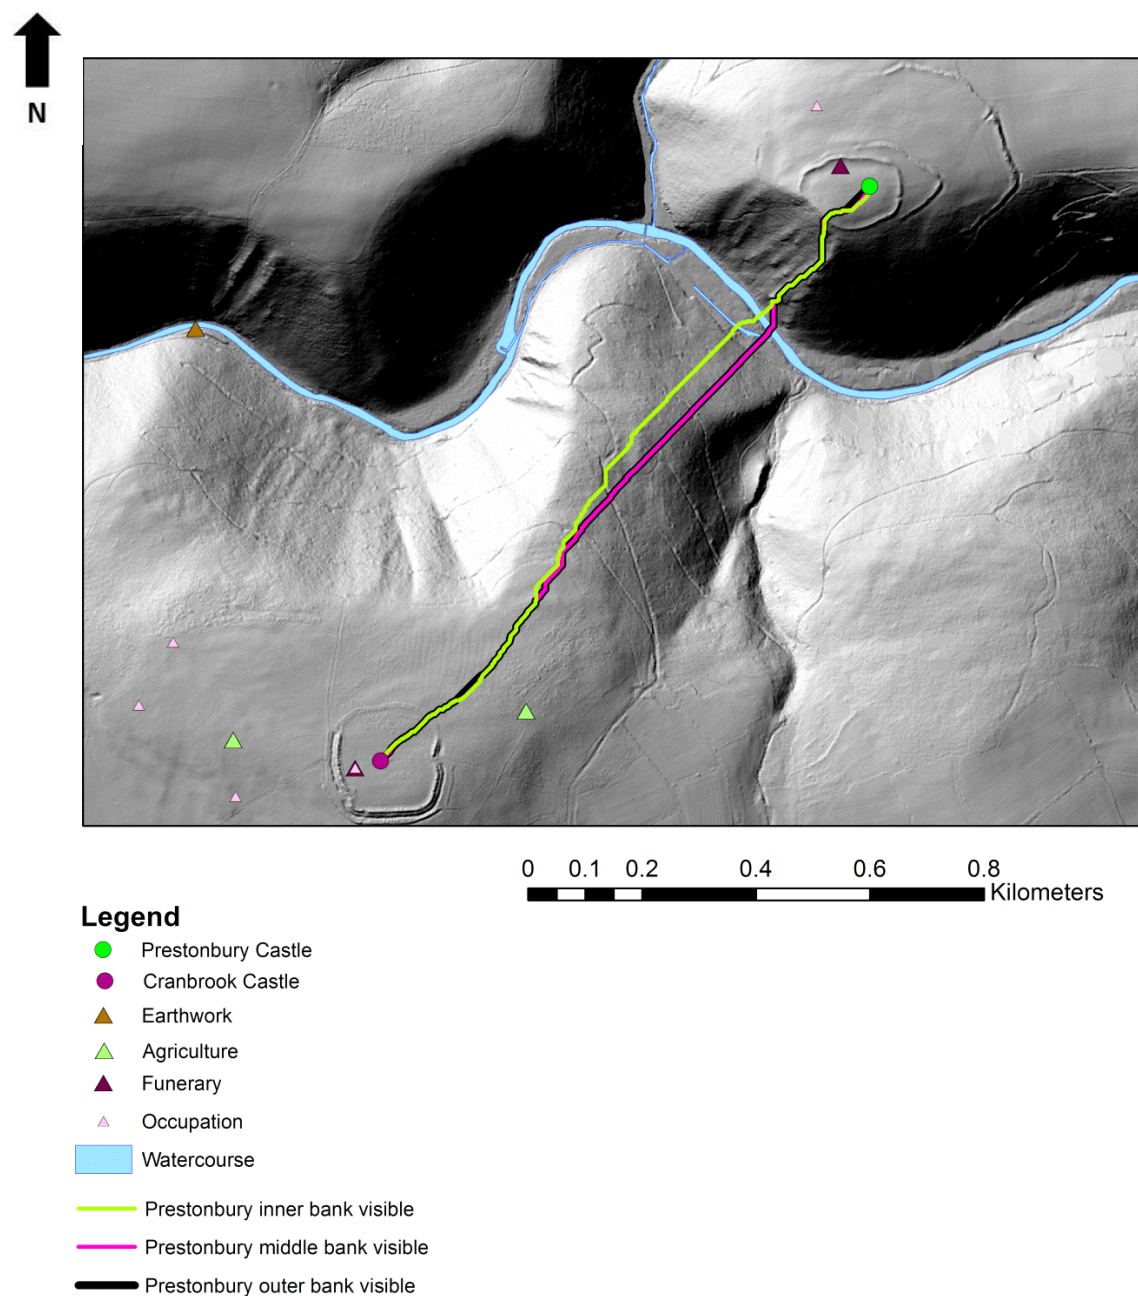 N
0 0.1 0.2 0.4 0.6 0.8
Kilometers
Legend
Prestonbury Castle
Cranbrook Castle
Earthwork
Agriculture
Funerary
Occupation
Watercourse
Prestonbury inner bank visible
Prestonbury middle bank visible
Prestonbury outer bank visible